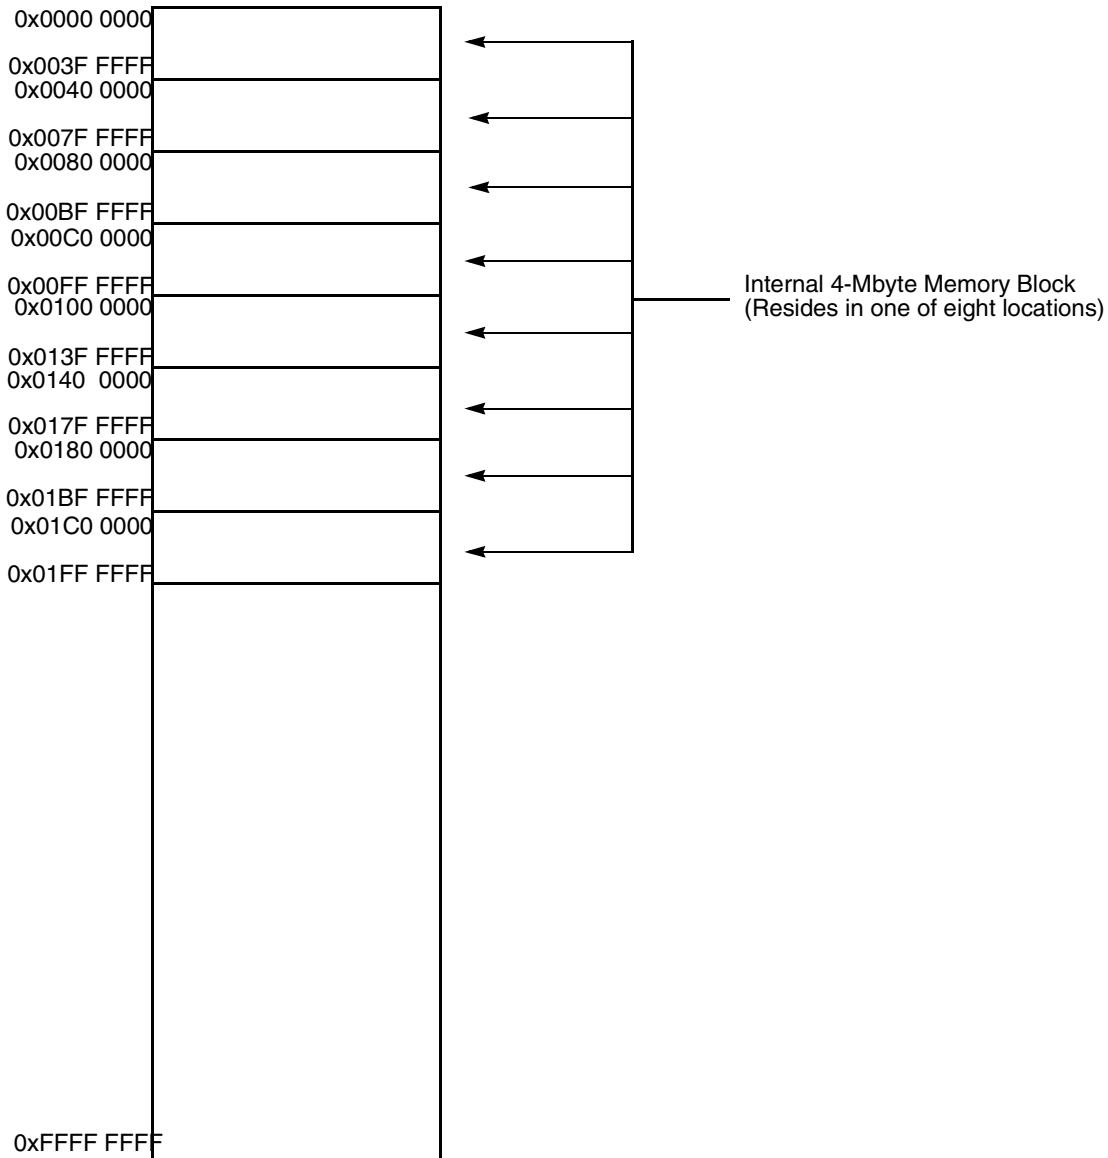 0x0000 0000
0x003F FFFF
0x0040 0000
0x007F FFFF
0x0080 0000
0x00BF FFFF
0x00C0 0000
0x00FF FFFF
0x0100 0000
0x013F FFFF
0x0140  0000
0x017F FFFF
0x0180 0000
0x01BF FFFF
0x01C0 0000
0x01FF FFFF
0xFFFF FFFF
Internal 4-Mbyte Memory Block
(Resides in one of eight locations)